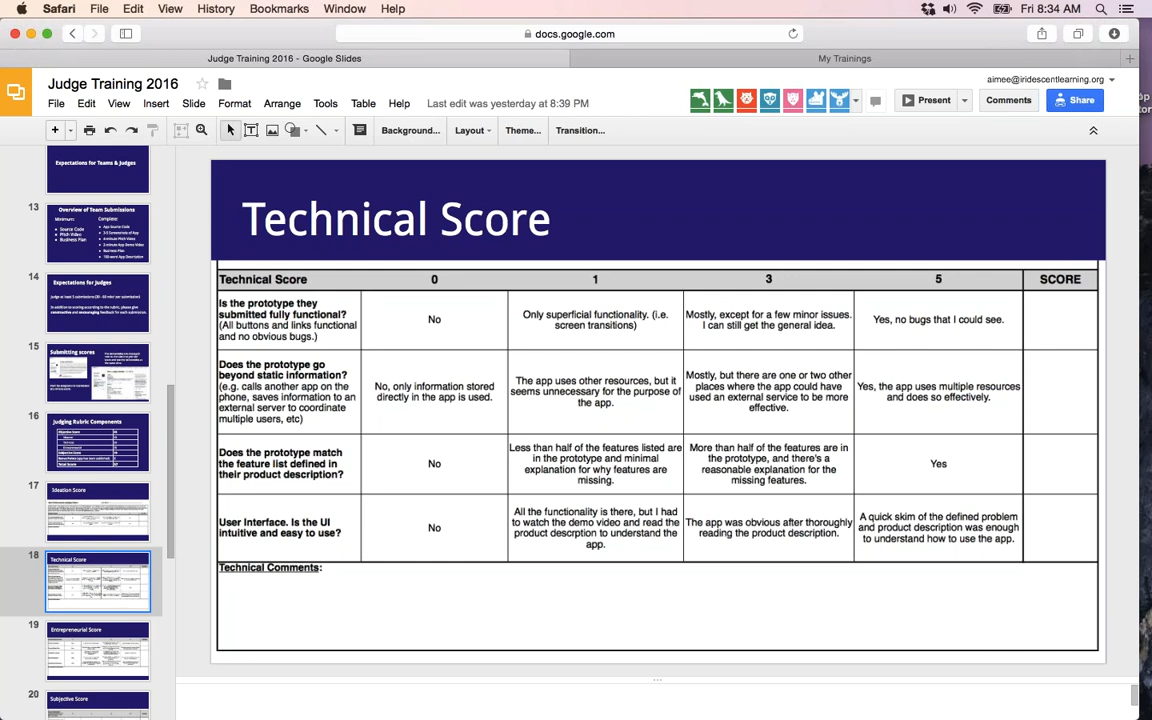 Safari File Edit View History Bookmarks Window Help Fri 8:34 AM
docs.google.com
Judge Training 2016 - Google Slides My Trainings
Judge Training 2016 aimee@iridescentlearning.org
File Edit View Insert Slide Format Arrange Tools Table Help Last edit was yesterday at 8:39 PM Present Comments Share
Background... Layout Theme... Transition...
Expectations for Teams & Judges
13
Overview of Team Submissions
Minimum: Complete:
Source Code
Pitch Video
Business Plan
14
Expectations for Judges
15
Submitting scores
16
Judging Rubric Components
17
Ideation Score
18
Technical Score
19
Entrepreneurial Score
20
Subjective Score
Technical Score
Technical Score 0 1 3 5 SCORE
Is the prototype they
submitted fully functional?
(All buttons and links functional
and no obvious bugs.)
No
Only superficial functionality. (i.e.
screen transitions)
Mostly, except for a few minor issues.
I can still get the general idea.
Yes, no bugs that I could see.
Does the prototype go
beyond static information?
(e.g. calls another app on the
phone, saves information to an
external server to coordinate
multiple users, etc)
No, only information stored
directly in the app is used.
The app uses other resources, but it
seems unnecessary for the purpose of
the app.
Mostly, but there are one or two other
places where the app could have
used an external service to be more
effective.
Yes, the app uses multiple resources
and does so effectively.
Does the prototype match
the feature list defined in
their product description?
No
Less than half of the features listed are
in the prototype and minimal
explanation for why features are
missing.
More than half of the features are in
the prototype, and there's a
reasonable explanation for the
missing features.
Yes
User Interface. Is the UI
intuitive and easy to use?
No
All the functionality is there, but I had
to watch the demo video and read the
product descrption to understand the
app.
The app was obvious after thoroughly
reading the product description.
A quick skim of the defined problem
and product description was enough
to understand how to use the app.
Technical Comments: